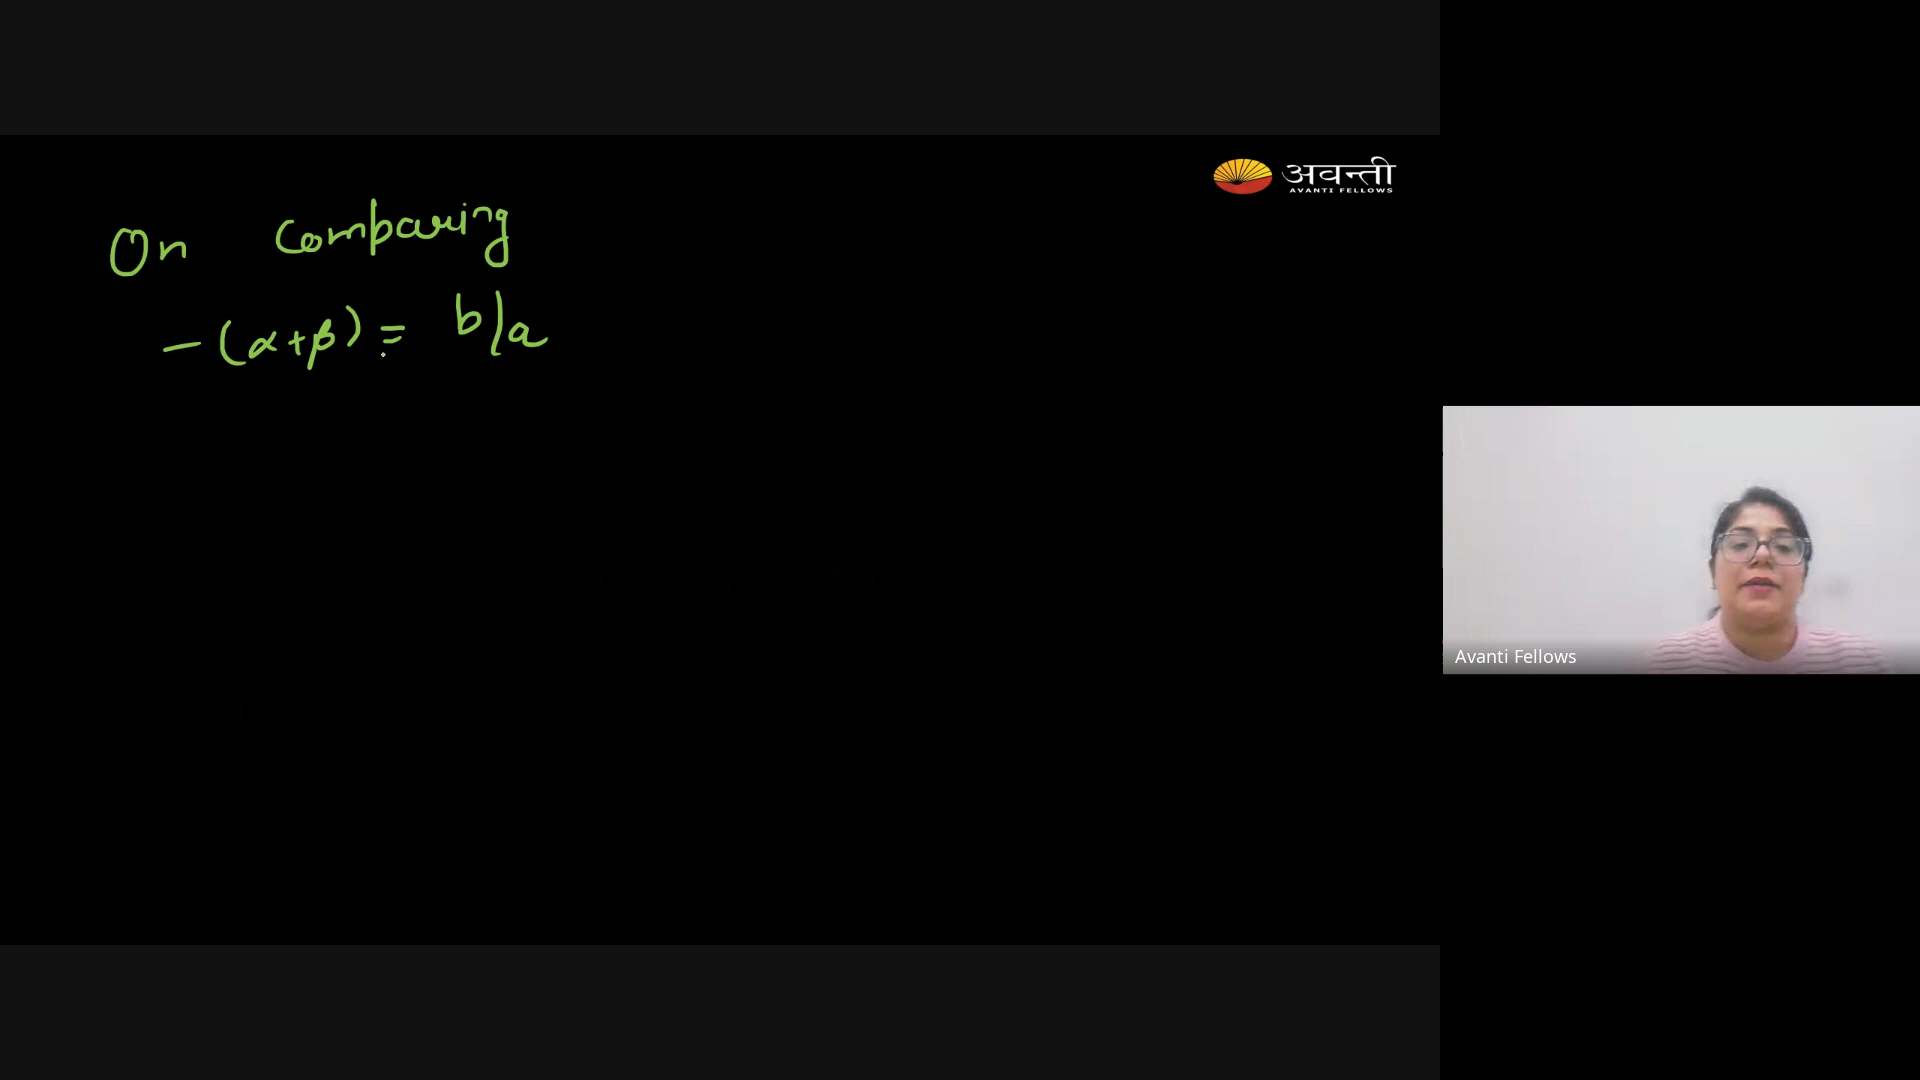 अवन्ती
AVANTI FELLOWS
On comparing
-(α+β) = b/a
Avanti Fellows